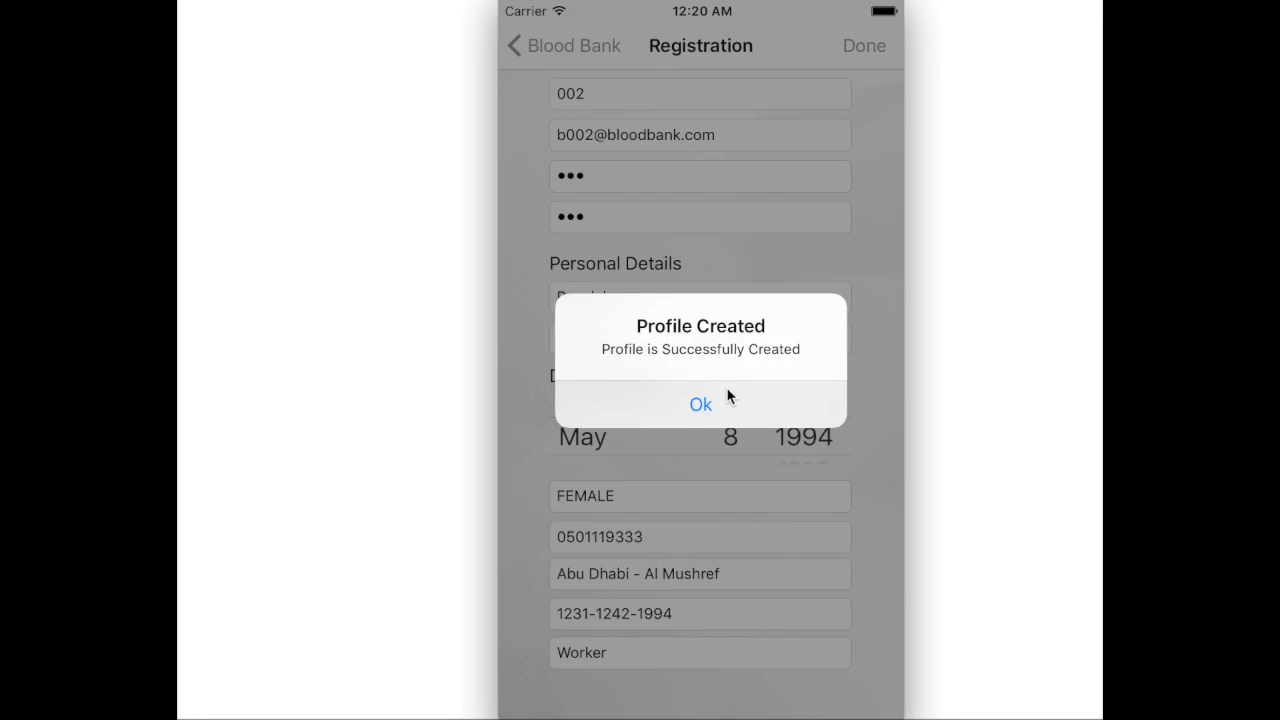 Carrier 12:20 AM
Blood Bank Registration Done
002
b002@bloodbank.com
•••
•••
Personal Details
Profile Created
Profile is Successfully Created
Ok
May 8 1994
FEMALE
0501119333
Abu Dhabi - Al Mushref
1231-1242-1994
Worker